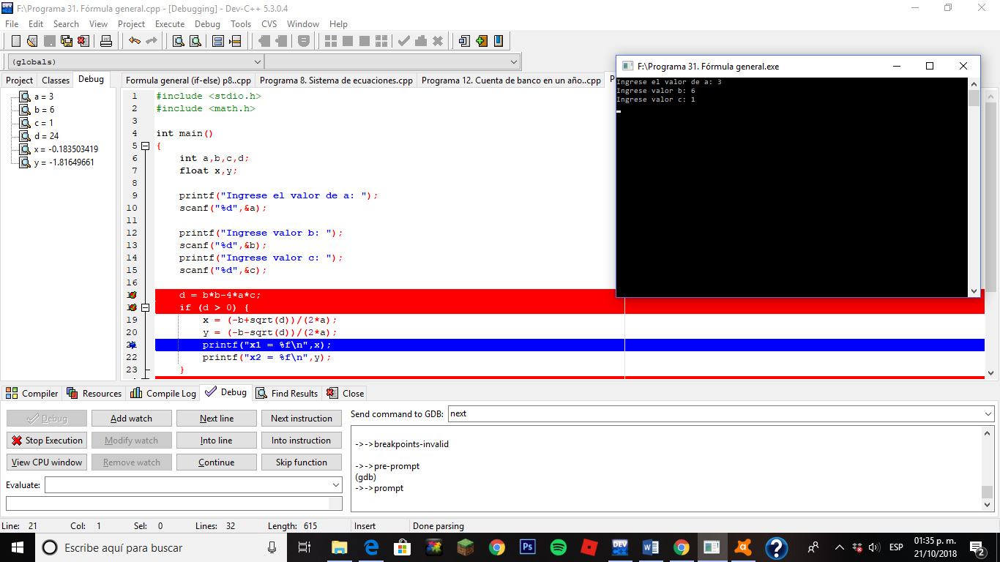 F:\Programa 31. Fórmula general.cpp - [Debugging] - Dev-C++ 5.3.0.4
File Edit Search View Project Execute Debug Tools CVS Window Help
(globals)
Project Classes Debug
Formula general (if-else) p8..cpp Programa 8. Sistema de ecuaciones.cpp Programa 12. Cuenta de banco en un año..cpp
a = 3
b = 6
c = 1
d = 24
x = -0.183503419
y = -1.81649661
1 #include <stdio.h>
2 #include <math.h>
3
4 int main()
5 {
6 int a,b,c,d;
7 float x,y;
8
9 printf("Ingrese el valor de a: ");
10 scanf("%d",&a);
11
12 printf("Ingrese valor b: ");
13 scanf("%d",&b);
14 printf("Ingrese valor c: ");
15 scanf("%d",&c);
16
d = b*b-4*a*c;
if (d > 0) {
19 x = (-b+sqrt(d))/(2*a);
20 y = (-b-sqrt(d))/(2*a);
printf("x1 = %f\n",x);
22 printf("x2 = %f\n",y);
23 }
F:\Programa 31. Fórmula general.exe
Ingrese el valor de a: 3
Ingrese valor b: 6
Ingrese valor c: 1
Compiler Resources Compile Log Debug Find Results Close
Debug Add watch Next line Next instruction
Stop Execution Modify watch Into line Into instruction
View CPU window Remove watch Continue Skip function
Evaluate:
Send command to GDB: next
->->breakpoints-invalid
->->pre-prompt
(gdb)
->->prompt
Line: 21 Col: 1 Sel: 0 Lines: 32 Length: 615 Insert Done parsing
Escribe aquí para buscar
Ps
DEV
ESP
01:35 p. m.
21/10/2018
2